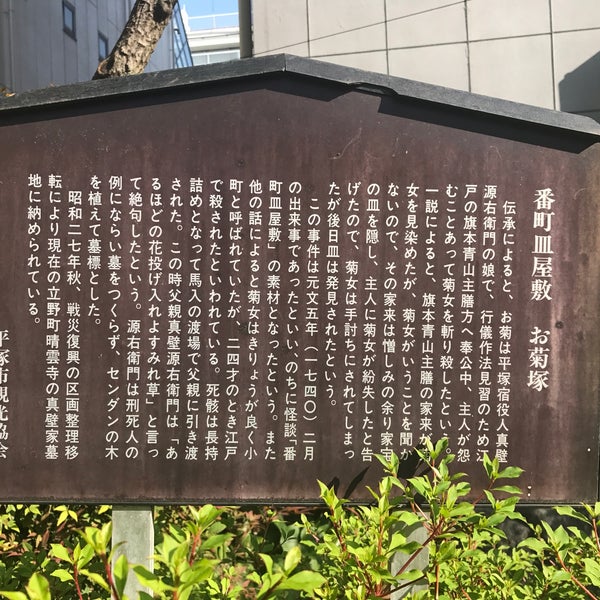 番町皿屋敷　お菊塚
伝承によると、お菊は平塚宿役人真壁
源右衛門の娘で、行儀作法見習のため江
戸の旗本青山主膳方へ奉公中、主人が怨
むことあって菊女を斬り殺したという。
一説によると、旗本青山主膳の家来が菊
女を見染めたが、菊女がいうことを聞か
ないので、その家来は憎しみの余り家宝
の皿を隠し、主人に菊女が紛失したと告
げたので、菊女は手討ちにされてしまっ
たが後日皿は発見されたという。
この事件は元文五年（一七四〇）二月
の出来事であったといい、のちに怪談「番
町皿屋敷」の素材となったという。また
他の話によると菊女はきりょうが良く小
町と呼ばれていたが、二四才のとき江戸
で殺されたといわれている。死骸は長持
詰めとなって馬入の渡場で父親に引き渡
された。この時父親真壁源右衛門は「あ
るほどの花投げ入れよすみれ草」と言っ
て絶句したという。源右衛門は刑死人の
例にならい墓をつくらず、センダンの木
を植えて墓標とした。
昭和二七年秋、戦災復興の区画整理移
転により現在の立野町晴雲寺の真壁家墓
地に納められている。
平塚市観光協会